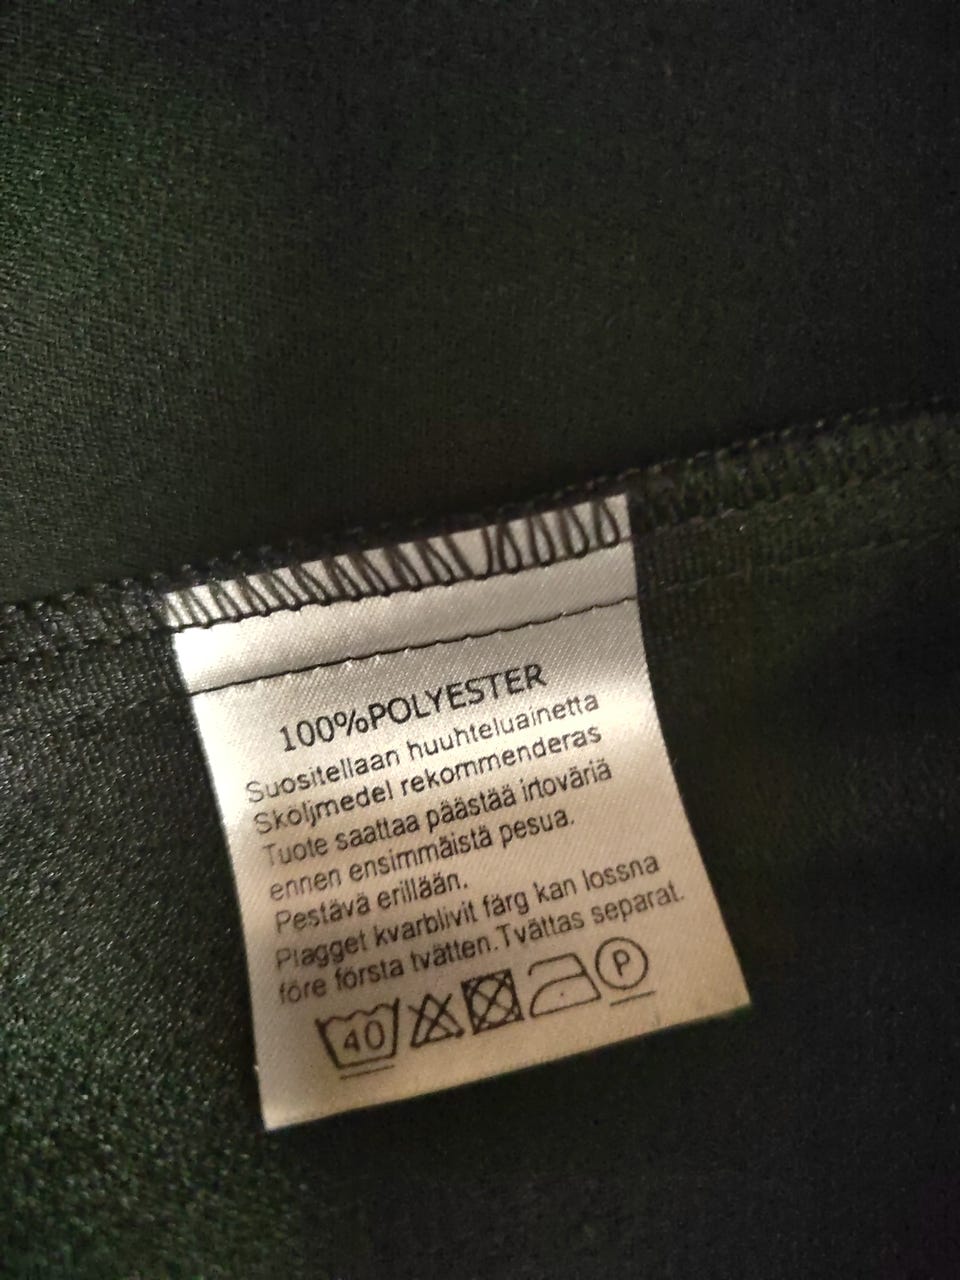 100%POLYESTER
Suositellaan huuhteluainetta
Sköljmedel rekommenderas
Tuote saattaa päästää irtoväriä
ennen ensimmäistä pesua.
Pestävä erillään.
Plagget kvarblivit färg kan lossna
före första tvätten.Tvättas separat.
40 P